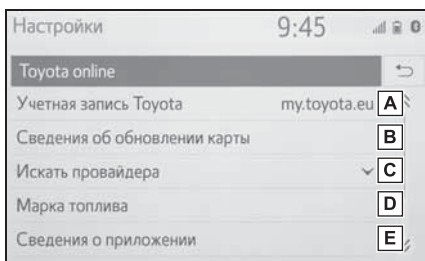 Настройки 9:45
Toyota online
Учетная запись Toyota my.toyota.eu A
Сведения об обновлении карты B
Искать провайдера C
Марка топлива D
Сведения о приложении E